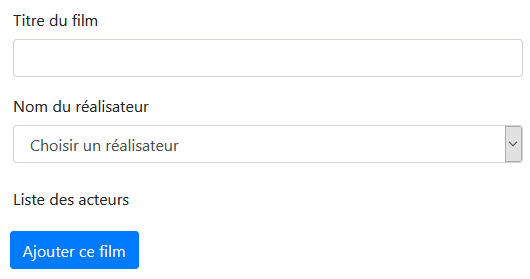 Titre du film
Nom du réalisateur
Choisir un réalisateur
Liste des acteurs
Ajouter ce film